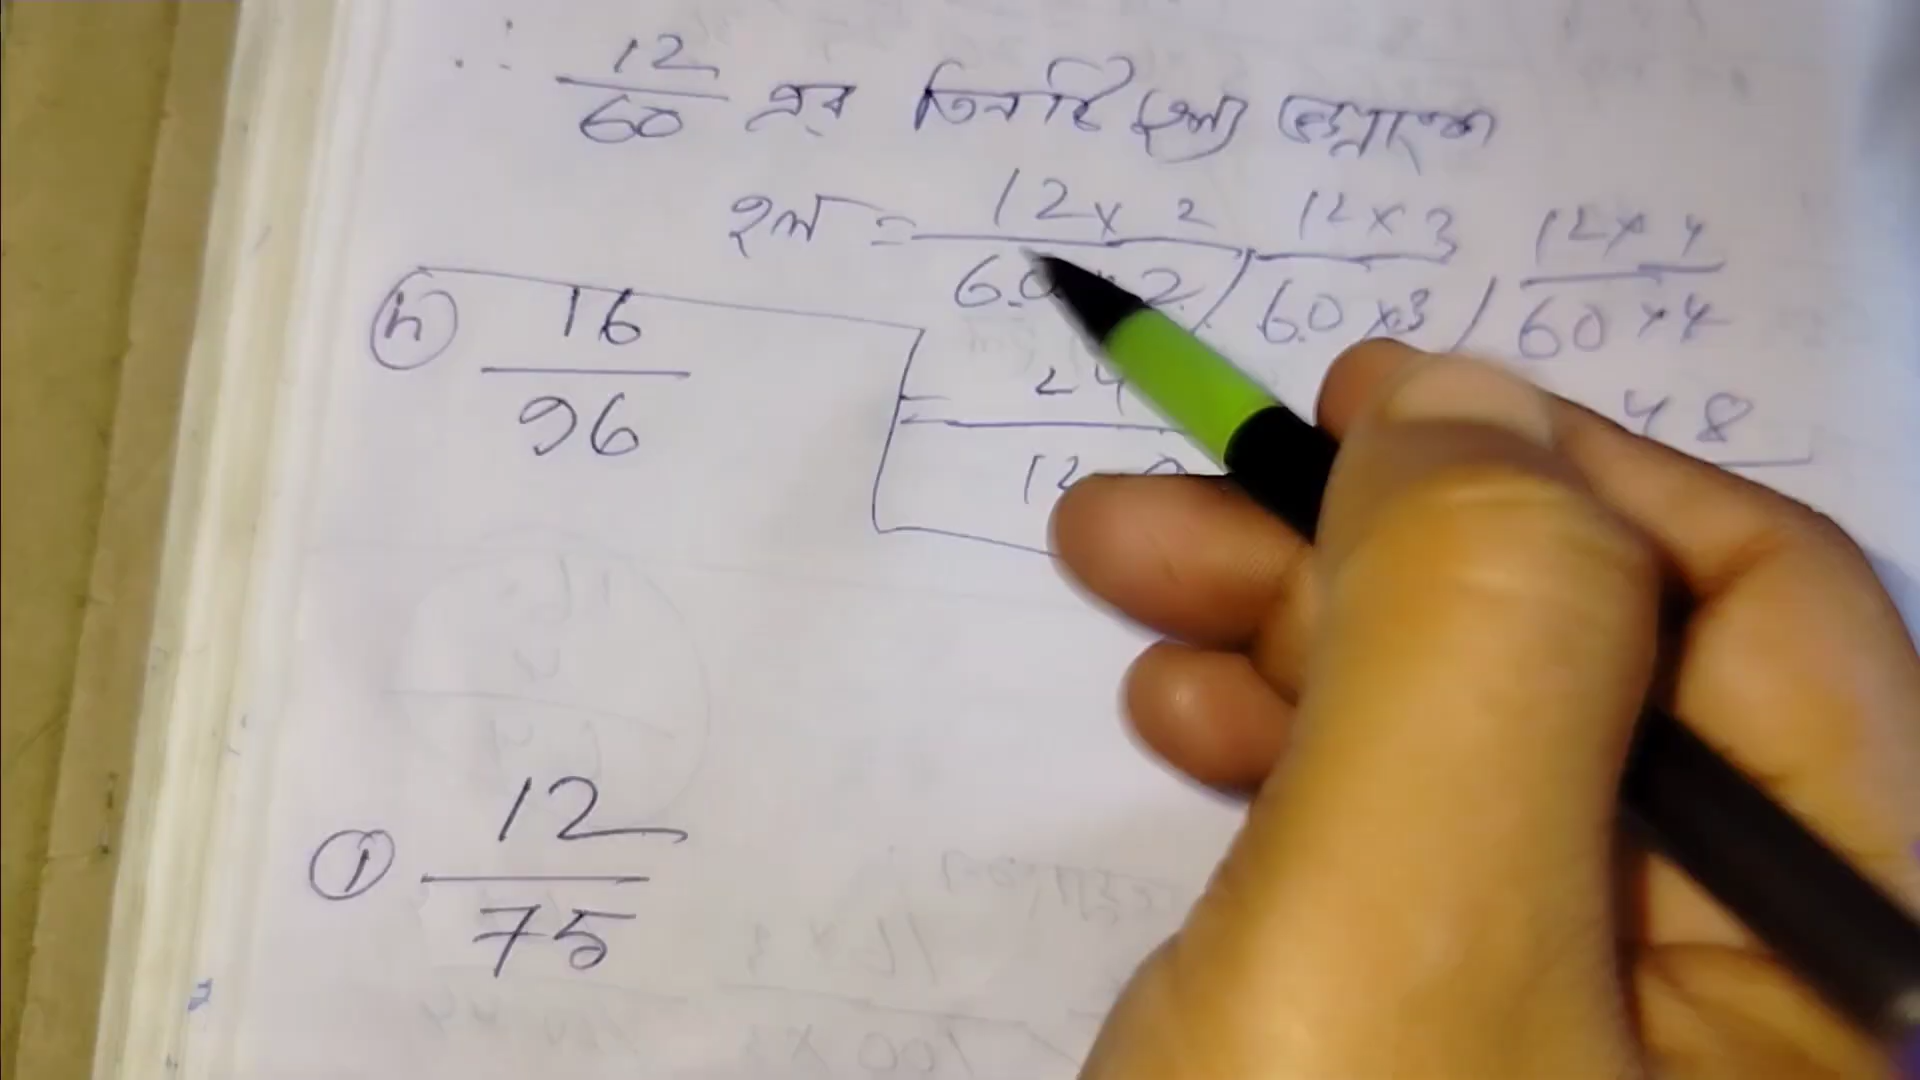 ∴ 12/60 এর তিনটি তুল্য ভগ্নাংশ
হল = 12 x 2 / 60 x 2 / 12 x 3 / 60 x 3 / 12 x 4 / 60 x 4
= 24 / 12 0 48
(h) 16 / 96
(i) 12 / 75